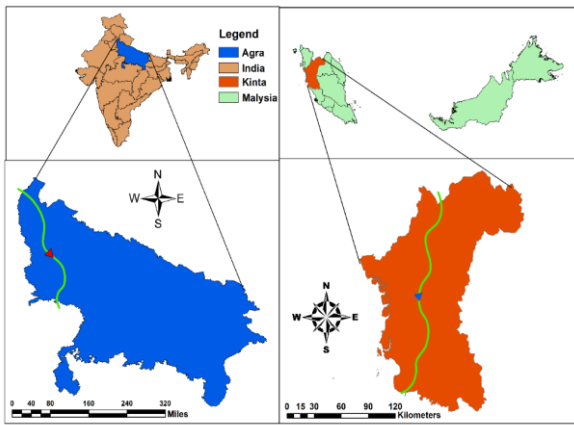 Legend
Agra
India
Kinta
Malysia
N
W E
S
N
W E
S
0 40 80 160 240 320
Miles
0 15 30 60 90 120
Kilometers